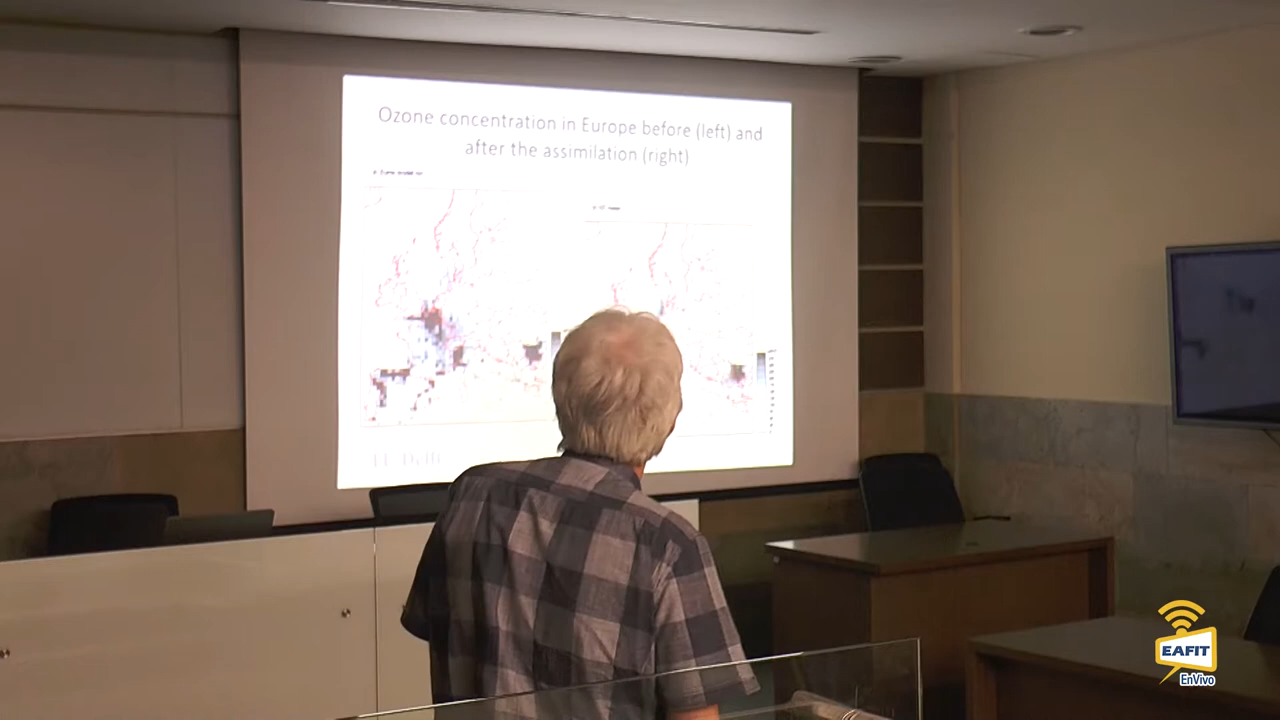 Ozone concentration in Europe before (left) and
after the assimilation (right)
EAFIT
EnVivo